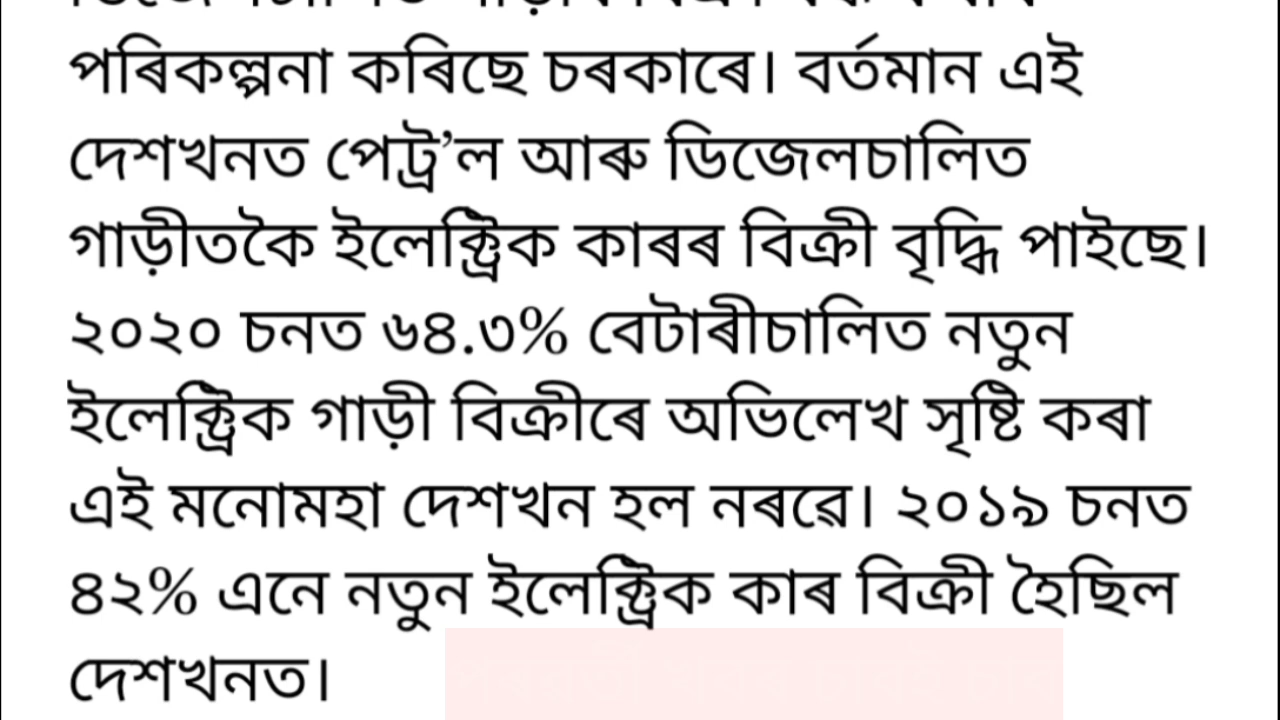 পৰিকল্পনা কৰিছে চৰকাৰে। বৰ্তমান এই
দেশখনত পেট্ৰ’ল আৰু ডিজেলচালিত
গাড়ীতকৈ ইলেক্ট্ৰিক কাৰৰ বিক্ৰী বৃদ্ধি পাইছে।
২০২০ চনত ৬৪.৩% বেটাৰীচালিত নতুন
ইলেক্ট্ৰিক গাড়ী বিক্ৰীৰে অভিলেখ সৃষ্টি কৰা
এই মনোমহা দেশখন হল নৰৱে। ২০১৯ চনত
৪২% এনে নতুন ইলেক্ট্ৰিক কাৰ বিক্ৰী হৈছিল
দেশখনত।